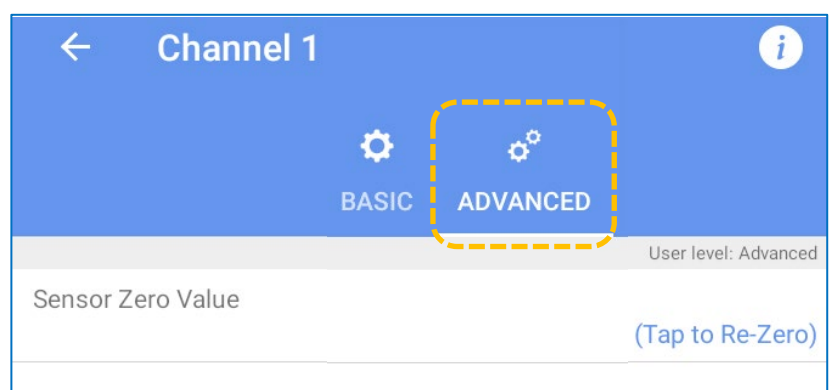 Channel 1
BASIC ADVANCED
User level: Advanced
Sensor Zero Value
(Tap to Re-Zero)